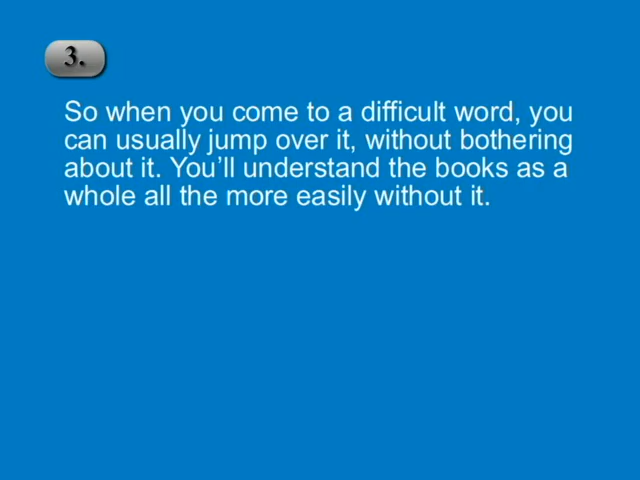 3.
So when you come to a difficult word, you
can usually jump over it, without bothering
about it. You’ll understand the books as a
whole all the more easily without it.